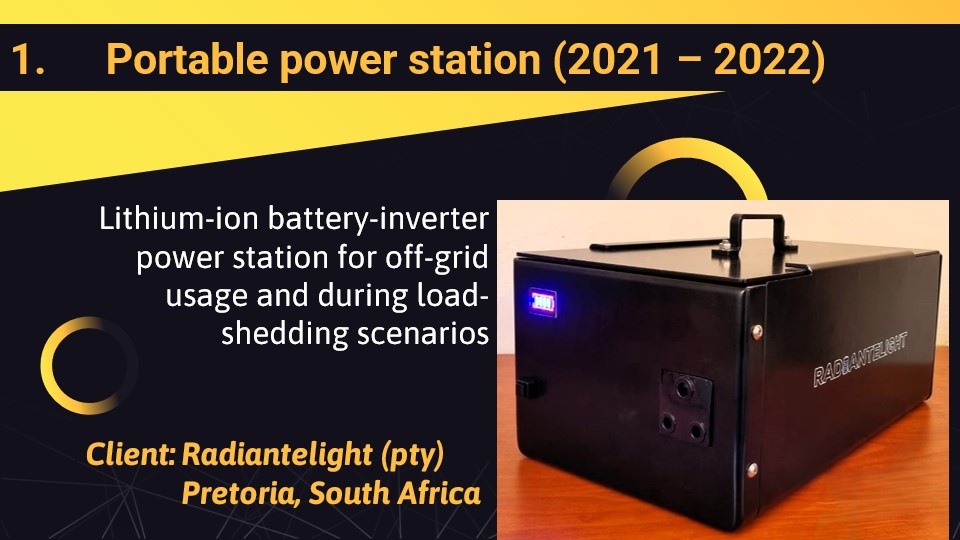 1. Portable power station (2021 – 2022)
Lithium-ion battery-inverter
power station for off-grid
usage and during load-
shedding scenarios
Client: Radiantelight (pty)
Pretoria, South Africa
RADIANTELIGHT